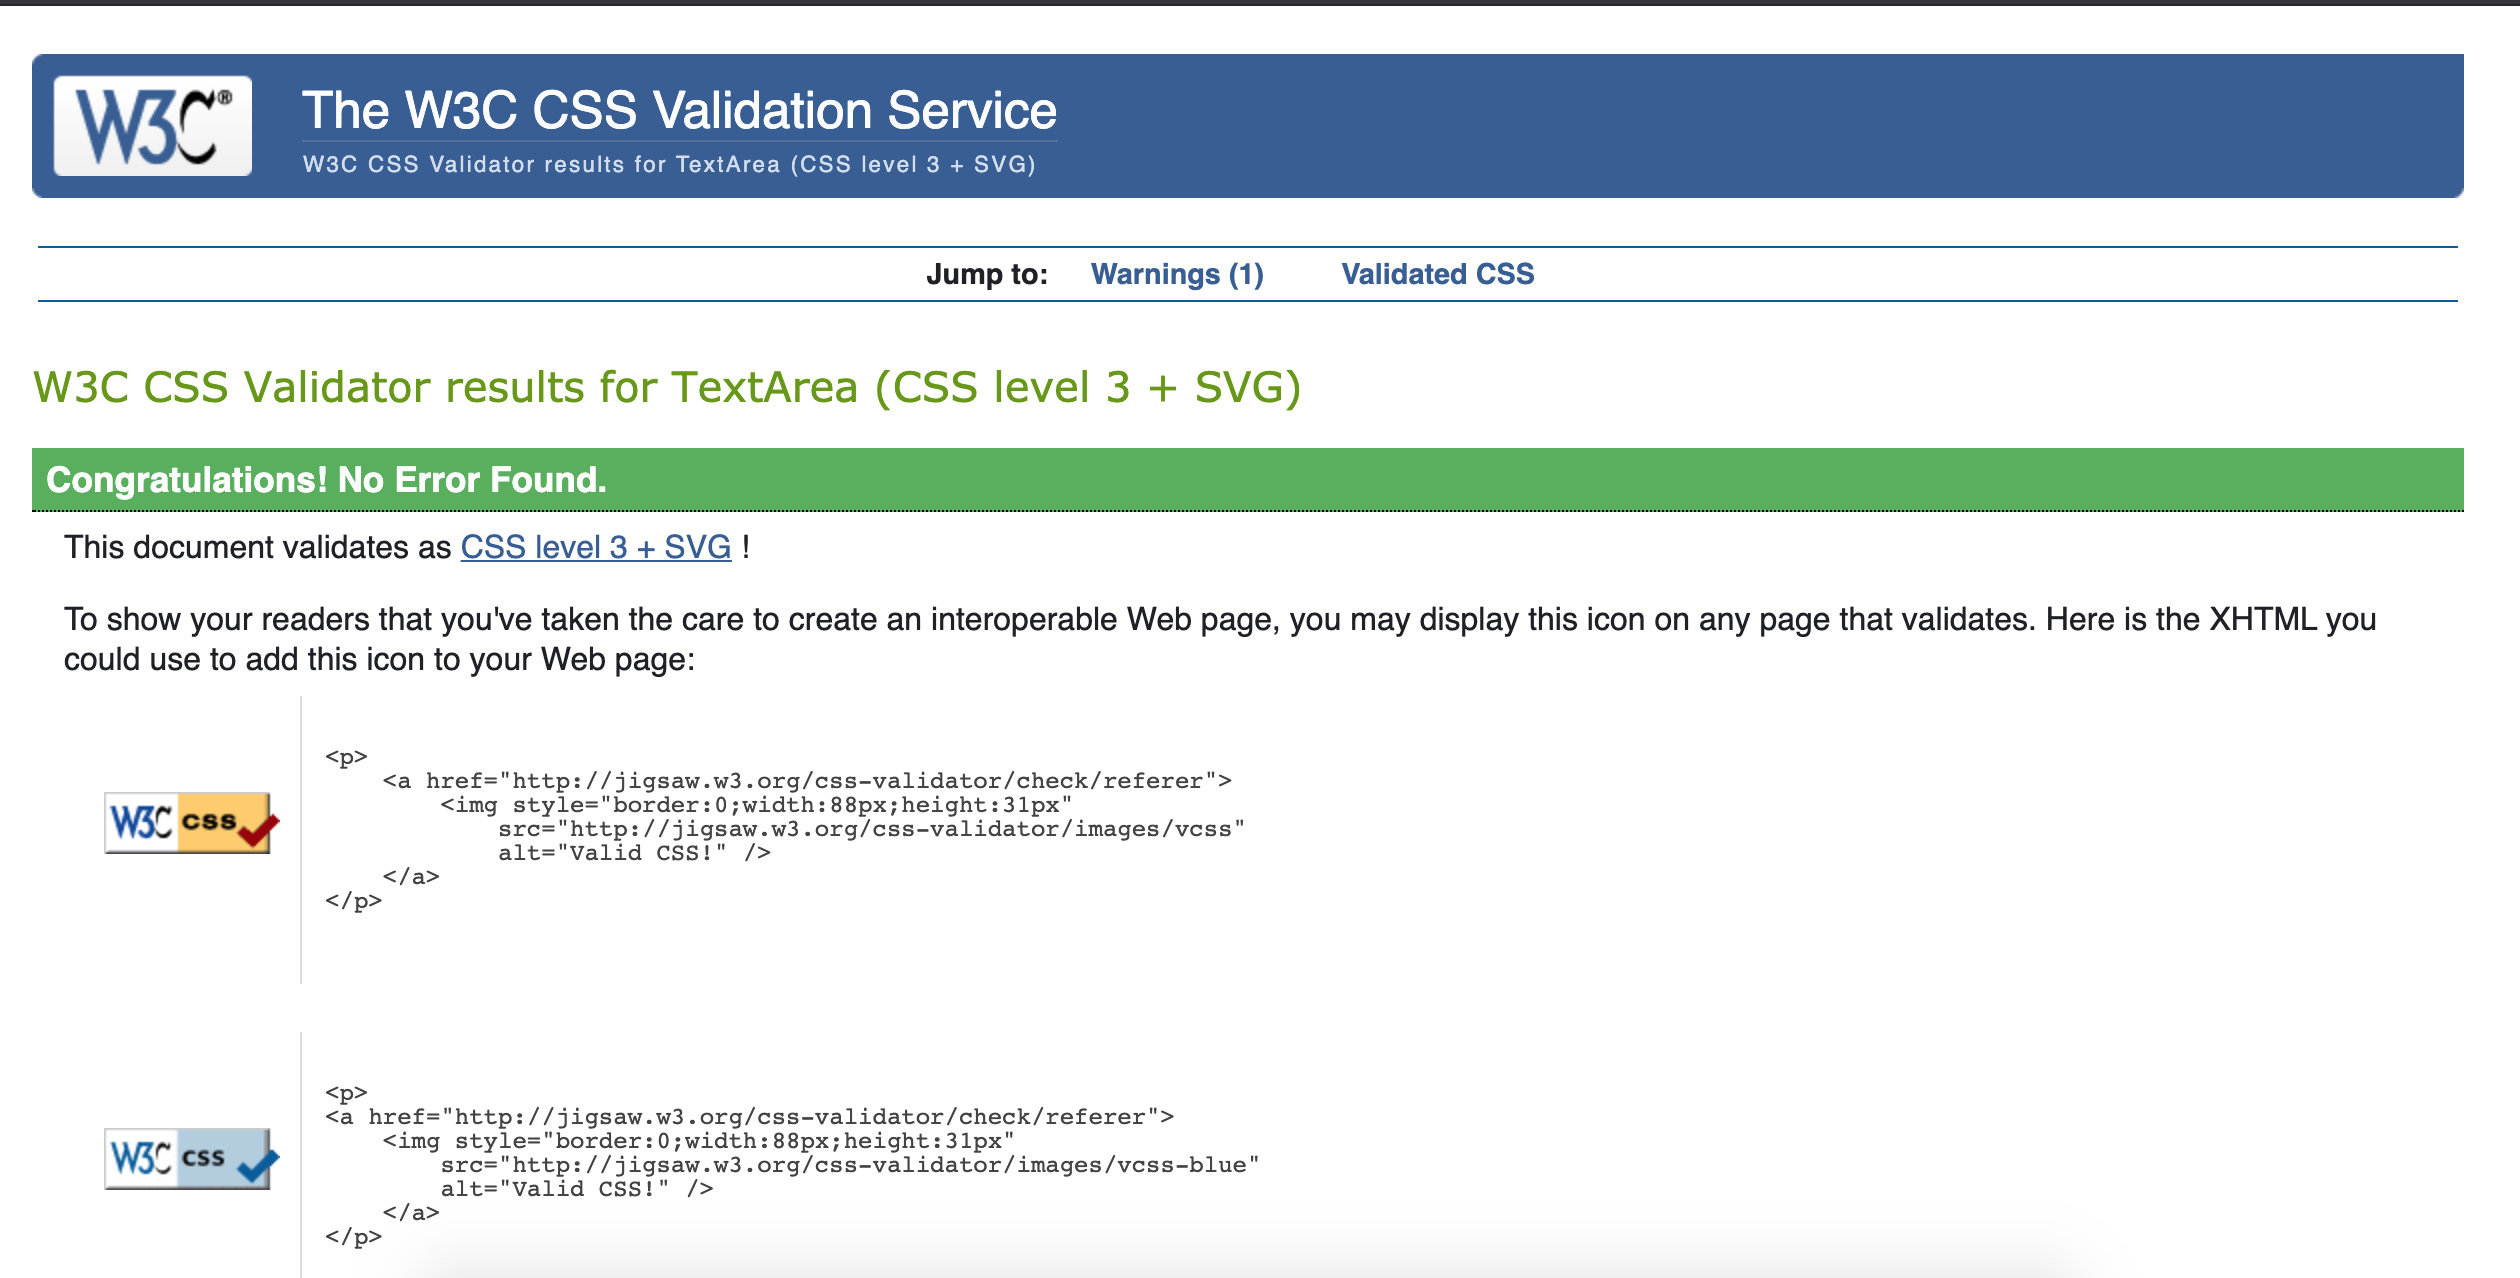 W3C®
The W3C CSS Validation Service
W3C CSS Validator results for TextArea (CSS level 3 + SVG)
Jump to: Warnings (1) Validated CSS
W3C CSS Validator results for TextArea (CSS level 3 + SVG)
Congratulations! No Error Found.
This document validates as CSS level 3 + SVG !
To show your readers that you've taken the care to create an interoperable Web page, you may display this icon on any page that validates. Here is the XHTML you
could use to add this icon to your Web page:
W3C css
<p>
    <a href="http://jigsaw.w3.org/css-validator/check/referer">
        <img style="border:0;width:88px;height:31px"
            src="http://jigsaw.w3.org/css-validator/images/vcss"
            alt="Valid CSS!" />
    </a>
</p>
W3C css
<p>
<a href="http://jigsaw.w3.org/css-validator/check/referer">
    <img style="border:0;width:88px;height:31px"
        src="http://jigsaw.w3.org/css-validator/images/vcss-blue"
        alt="Valid CSS!" />
    </a>
</p>